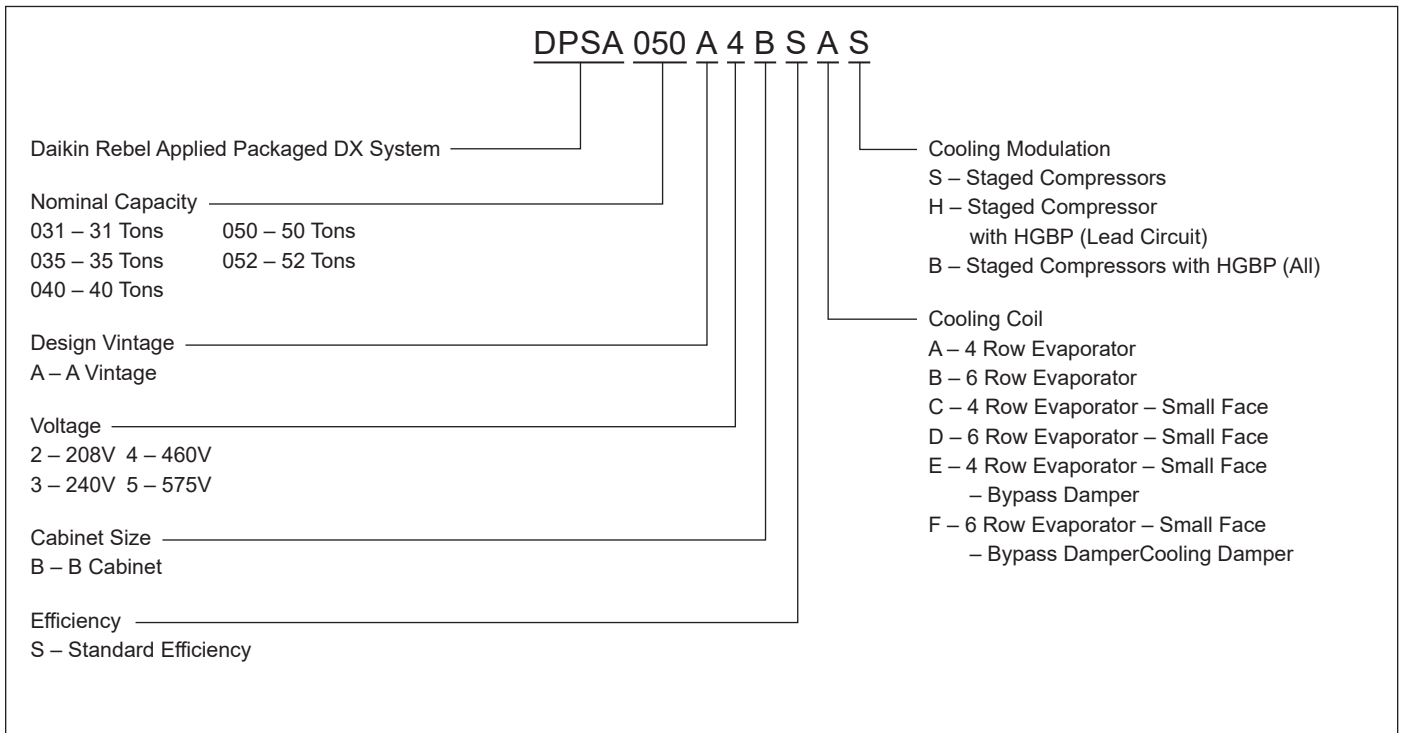 DPSA 050 A 4 B S A S
Daikin Rebel Applied Packaged DX System
Nominal Capacity
031 – 31 Tons 050 – 50 Tons
035 – 35 Tons 052 – 52 Tons
040 – 40 Tons
Design Vintage
A – A Vintage
Voltage
2 – 208V 4 – 460V
3 – 240V 5 – 575V
Cabinet Size
B – B Cabinet
Efficiency
S – Standard Efficiency
Cooling Modulation
S – Staged Compressors
H – Staged Compressor
with HGBP (Lead Circuit)
B – Staged Compressors with HGBP (All)
Cooling Coil
A – 4 Row Evaporator
B – 6 Row Evaporator
C – 4 Row Evaporator – Small Face
D – 6 Row Evaporator – Small Face
E – 4 Row Evaporator – Small Face
– Bypass Damper
F – 6 Row Evaporator – Small Face
– Bypass DamperCooling Damper